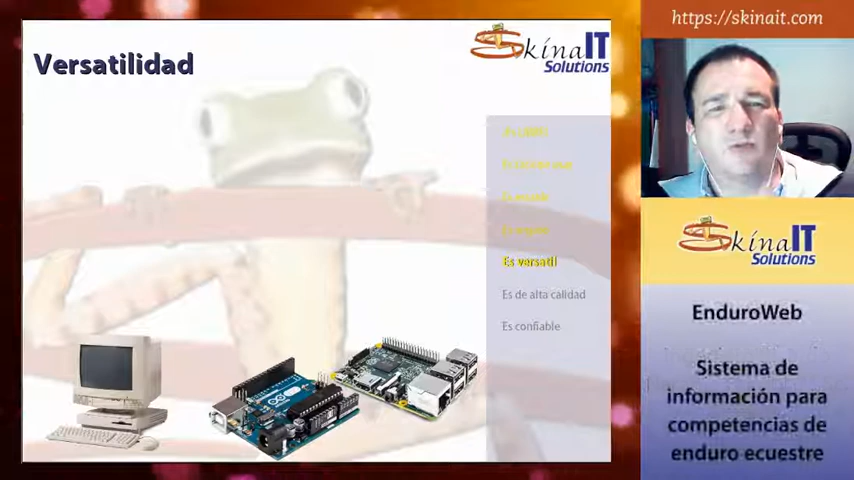 Versatilidad
SkínaIT
Solutions
Es versatil
Es de alta calidad
Es confiable
https://skinait.com
SkínaIT
Solutions
EnduroWeb
Sistema de
información para
competencias de
enduro ecuestre